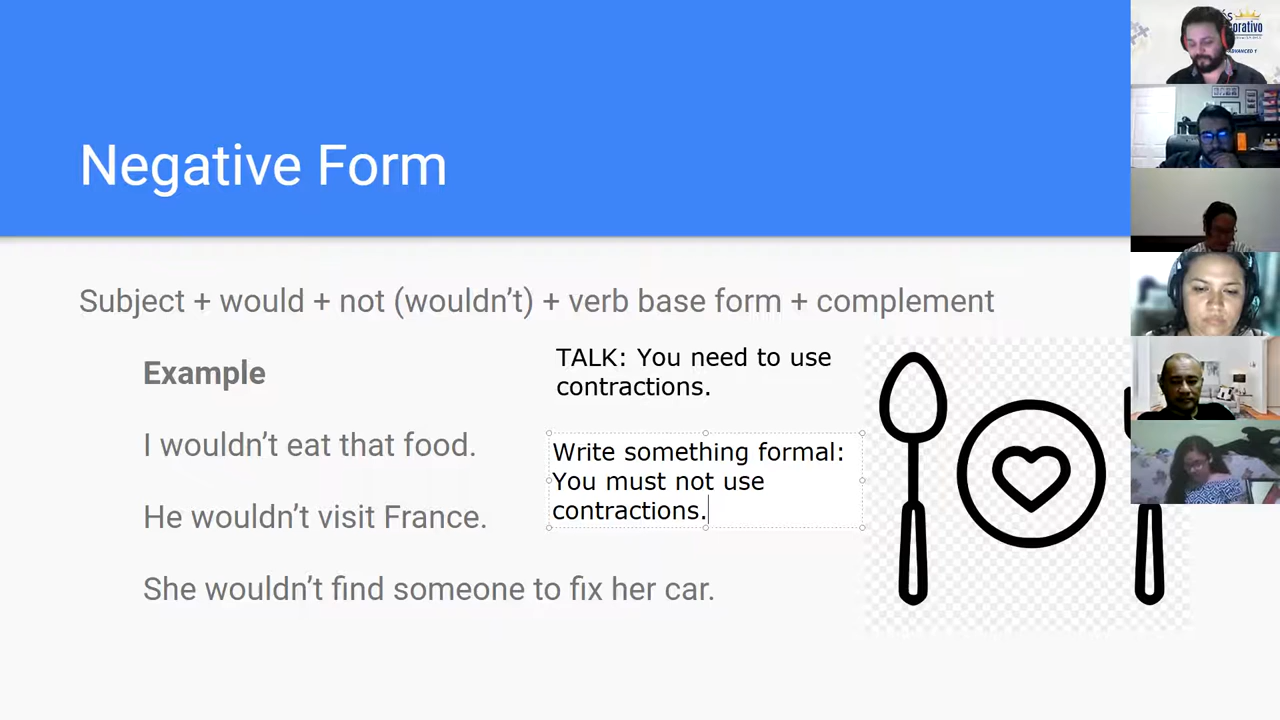 Negative Form
Subject + would + not (wouldn’t) + verb base form + complement
Example
I wouldn’t eat that food.
He wouldn’t visit France.
She wouldn’t find someone to fix her car.
TALK: You need to use
contractions.
Write something formal:
You must not use
contractions.
ADVANCED 1